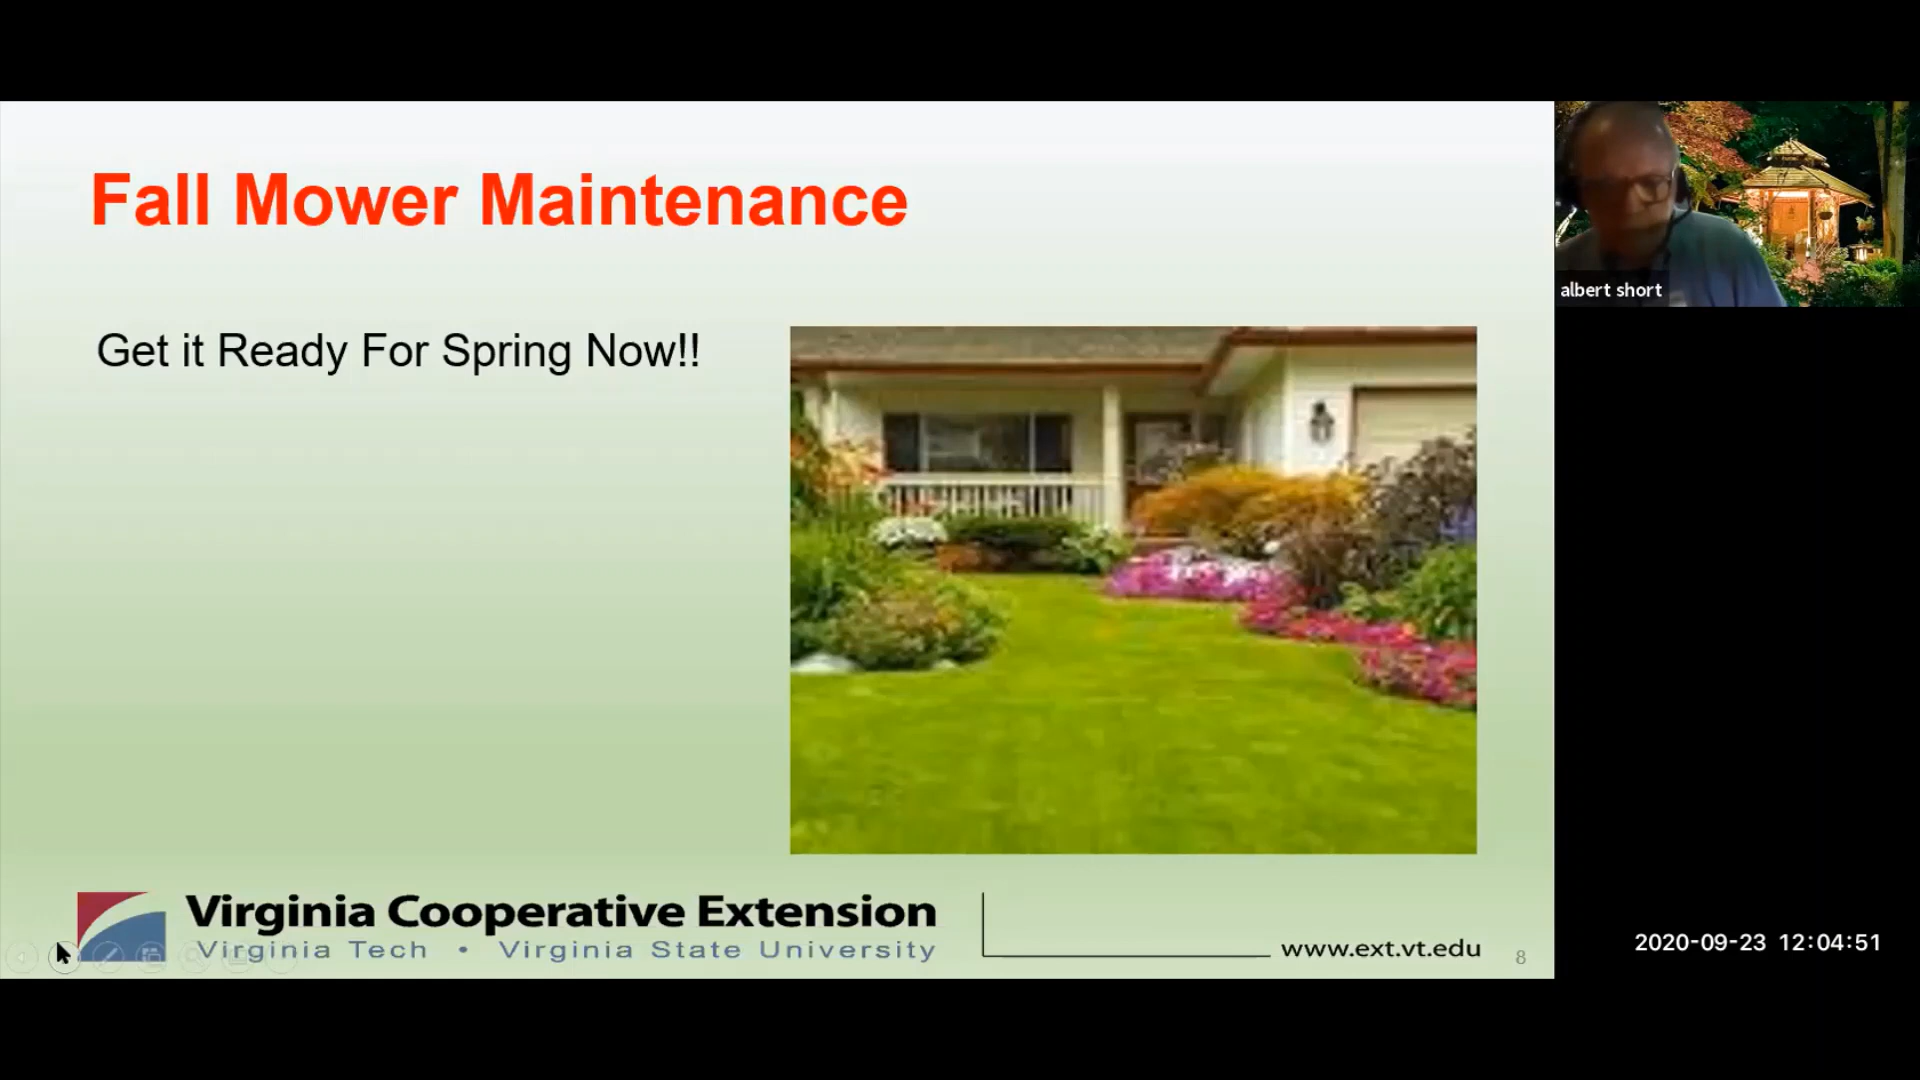 Fall Mower Maintenance
Get it Ready For Spring Now!!
albert short
Virginia Cooperative Extension
Virginia Tech • Virginia State University
www.ext.vt.edu
8
2020-09-23 12:04:51